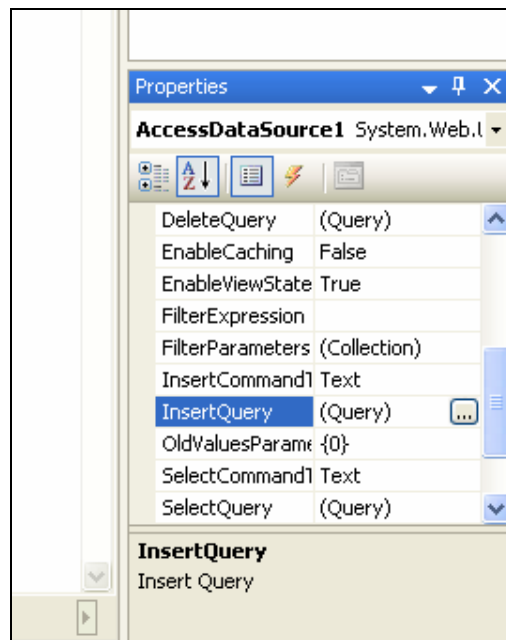 Properties
AccessDataSource1 System.Web.
DeleteQuery (Query)
EnableCaching False
EnableViewState True
FilterExpression
FilterParameters (Collection)
InsertCommandT Text
InsertQuery (Query) ...
OldValuesParame {0}
SelectCommandT Text
SelectQuery (Query)
InsertQuery
Insert Query